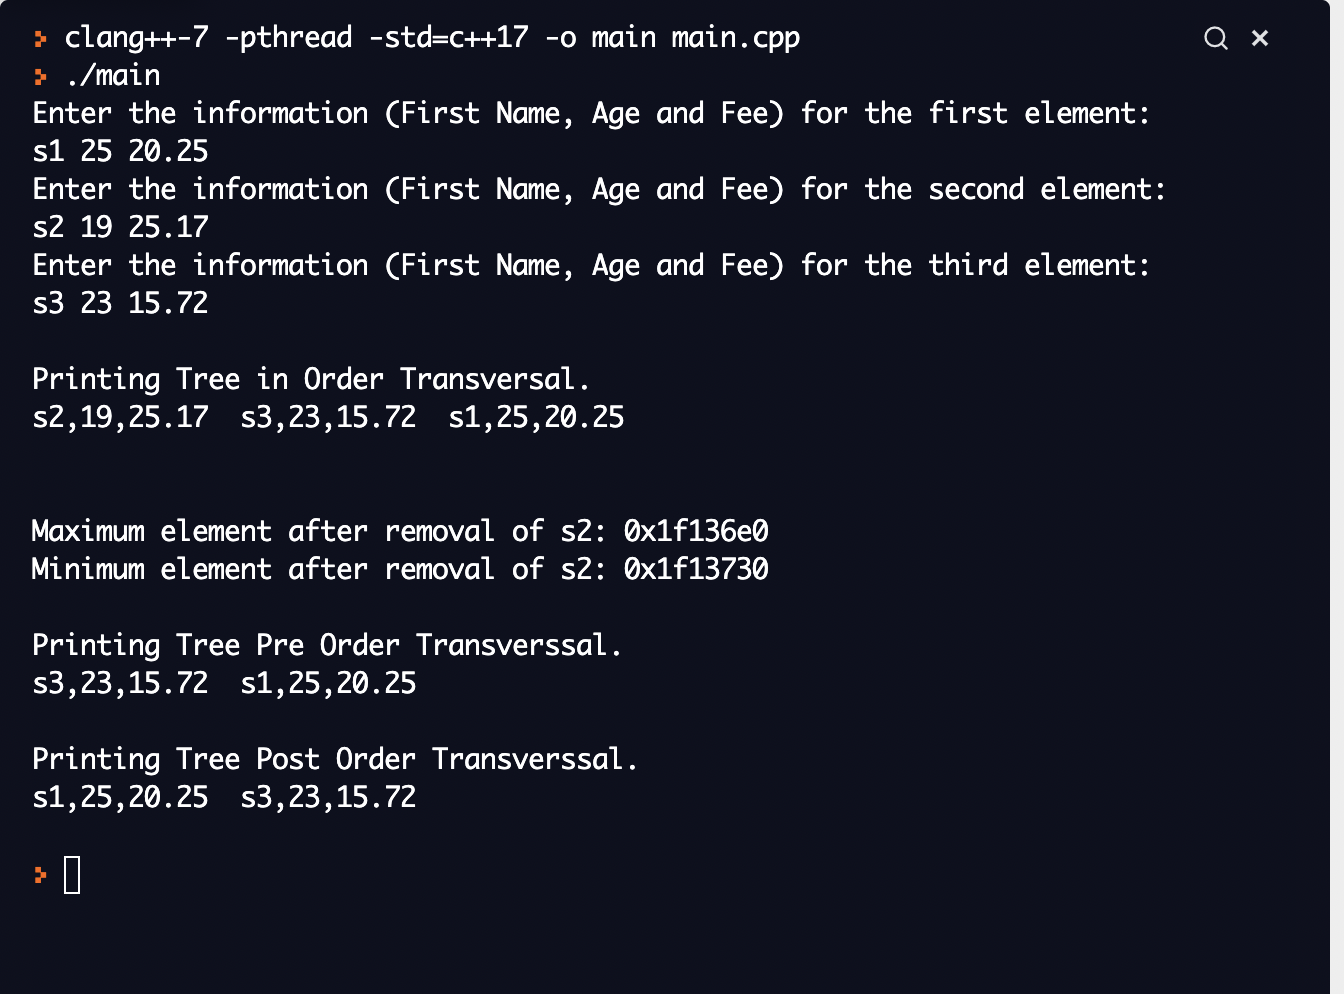 clang++-7 -pthread -std=c++17 -o main main.cpp
./main
Enter the information (First Name, Age and Fee) for the first element:
s1 25 20.25
Enter the information (First Name, Age and Fee) for the second element:
s2 19 25.17
Enter the information (First Name, Age and Fee) for the third element:
s3 23 15.72
Printing Tree in Order Transversal.
s2,19,25.17  s3,23,15.72  s1,25,20.25
Maximum element after removal of s2: 0x1f136e0
Minimum element after removal of s2: 0x1f13730
Printing Tree Pre Order Transverssal.
s3,23,15.72  s1,25,20.25
Printing Tree Post Order Transverssal.
s1,25,20.25  s3,23,15.72